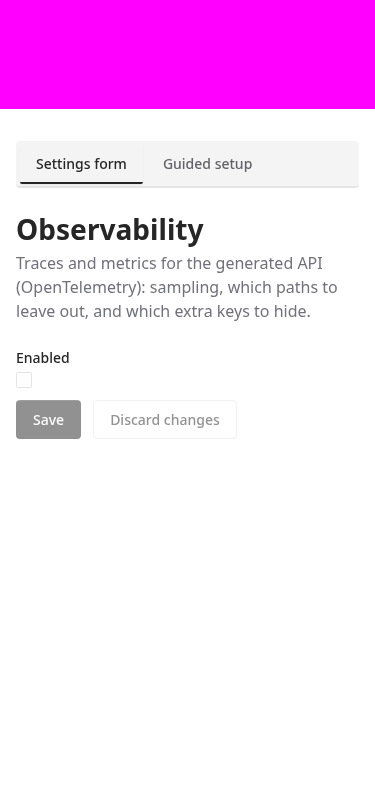 Settings form
Guided setup
Observability
Traces and metrics for the generated API
(OpenTelemetry): sampling, which paths to
leave out, and which extra keys to hide.
Enabled
Save
Discard changes